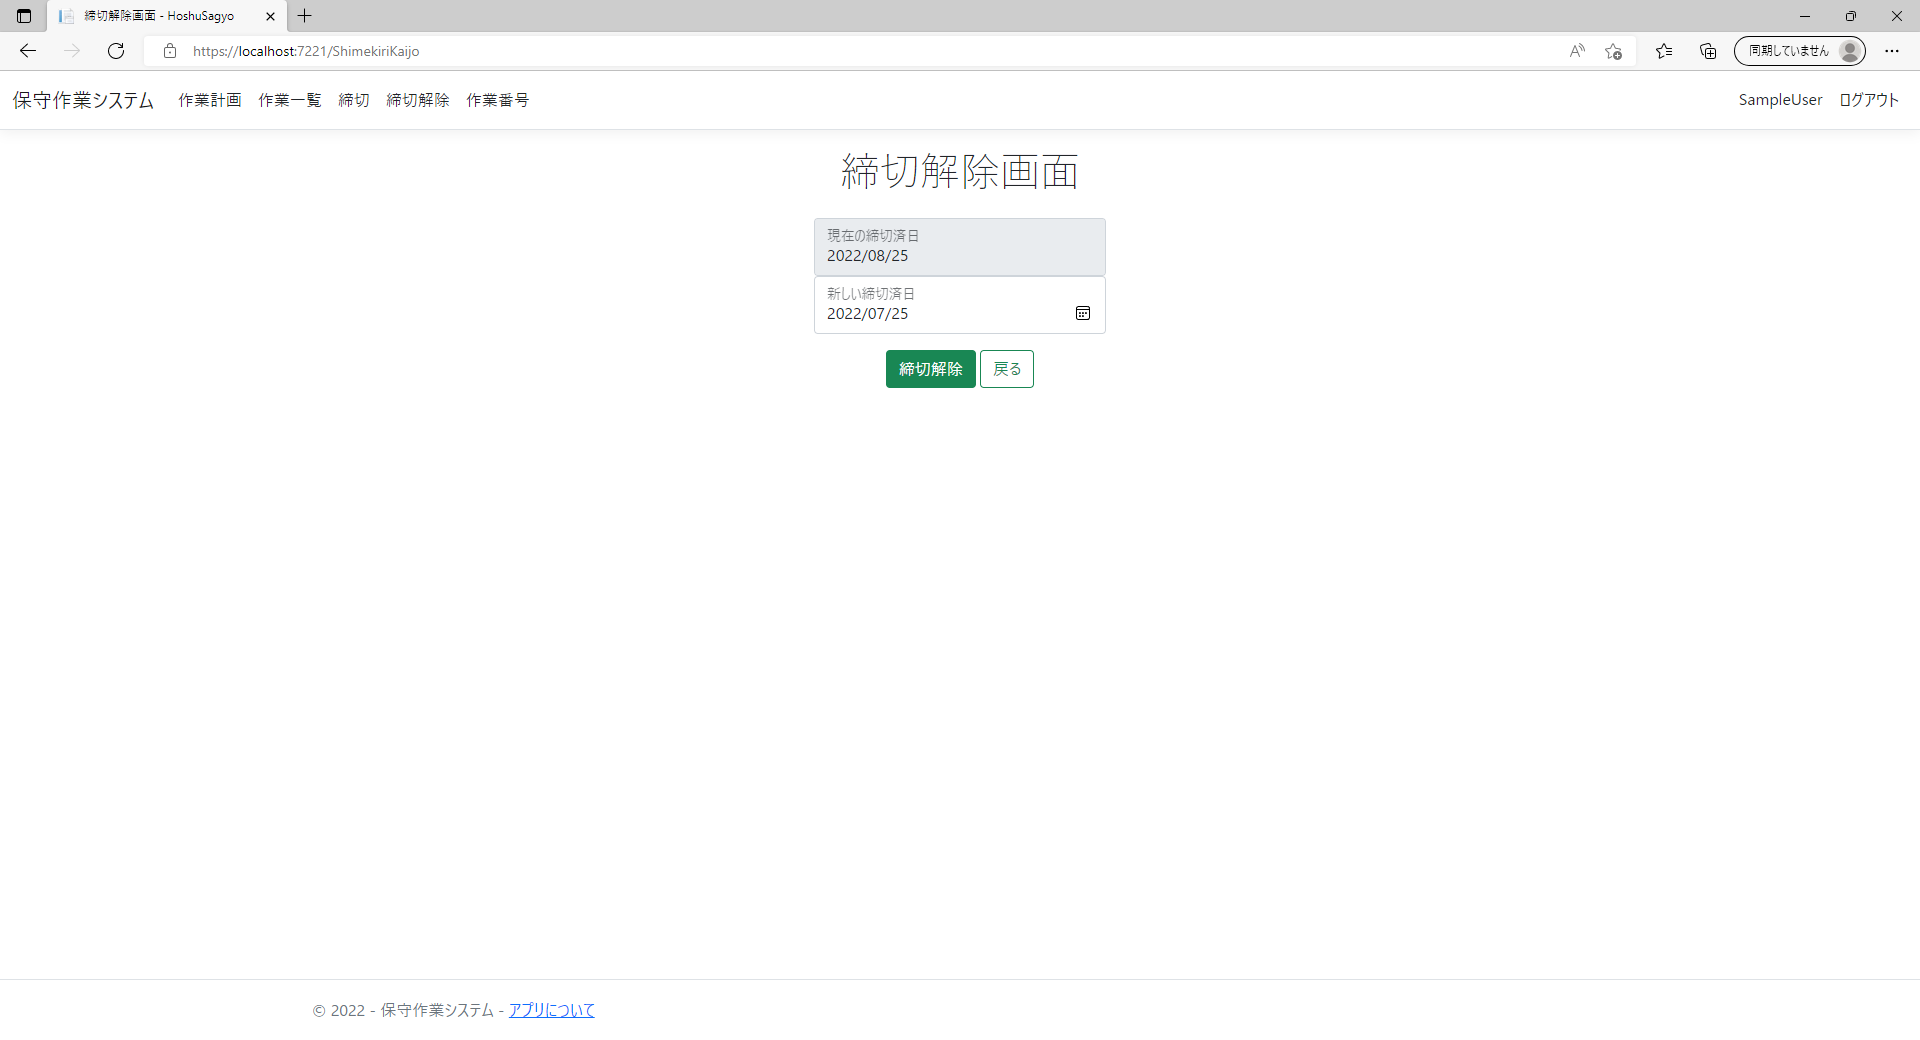 締切解除画面 - HoshuSagyo
https://localhost:7221/ShimekiriKaijo
同期していません
保守作業システム 作業計画 作業一覧 締切 締切解除 作業番号 SampleUser ログアウト
締切解除画面
現在の締切済日
2022/08/25
新しい締切済日
2022/07/25
締切解除 戻る
© 2022 - 保守作業システム - アプリについて